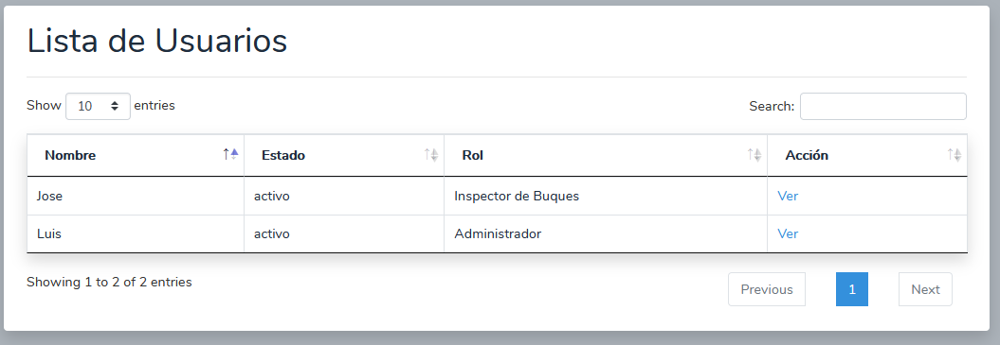 Lista de Usuarios
Show 10 entries Search:
Nombre Estado Rol Acción
Jose activo Inspector de Buques Ver
Luis activo Administrador Ver
Showing 1 to 2 of 2 entries Previous 1 Next